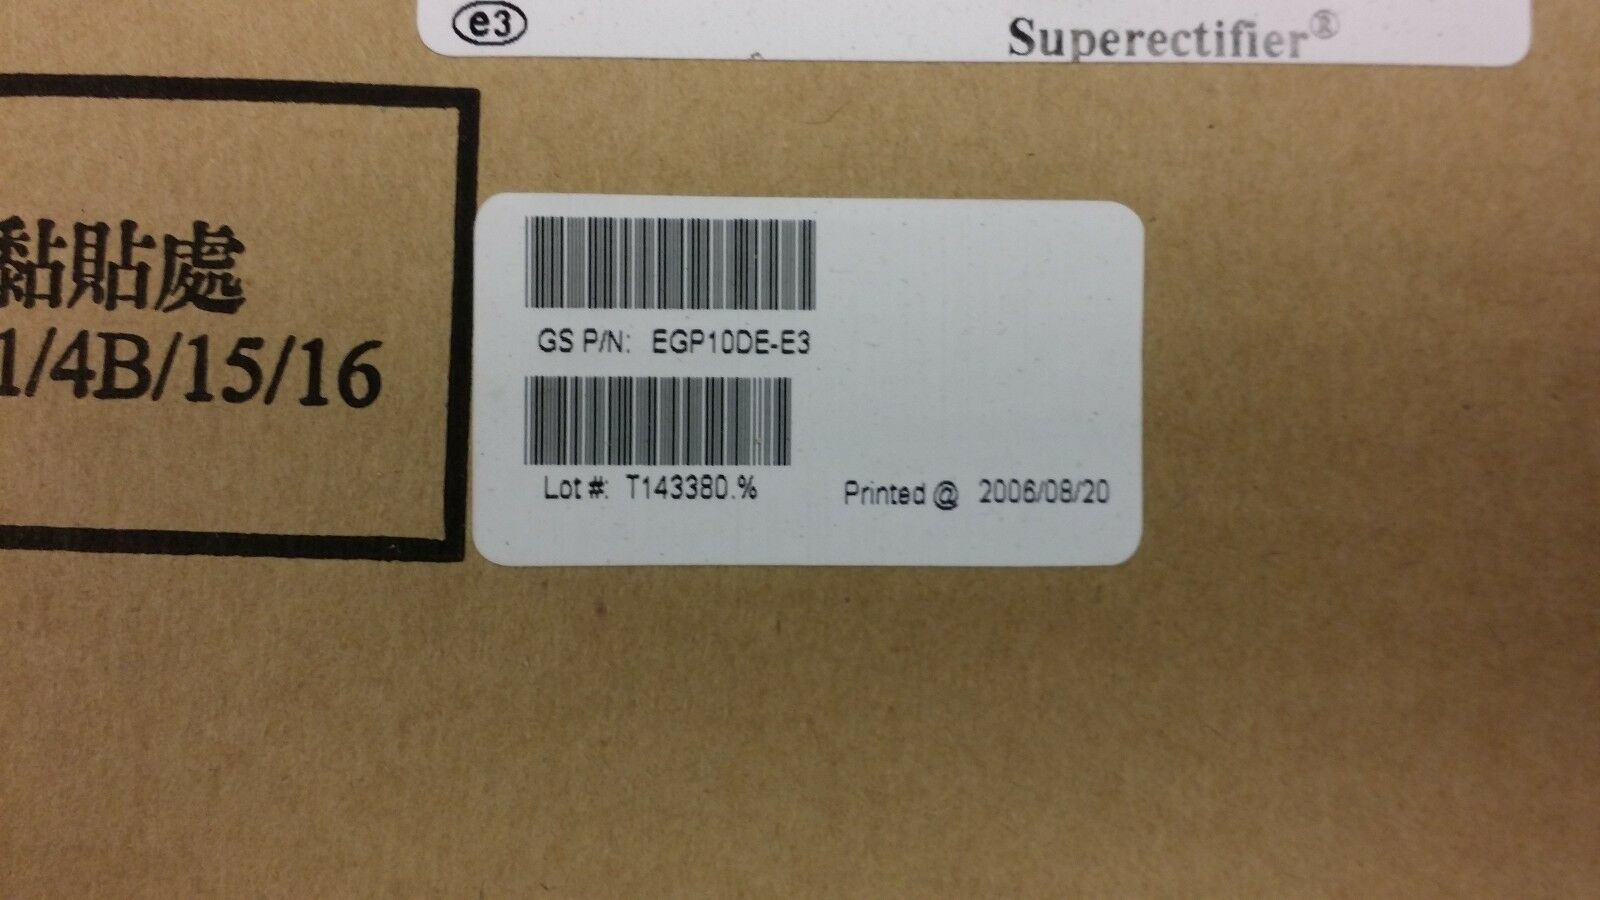 e3
Superectifier®
黏貼處
1/4B/15/16
GS P/N: EGP10DE-E3
Lot #: T143380.%
Printed @ 2006/08/20